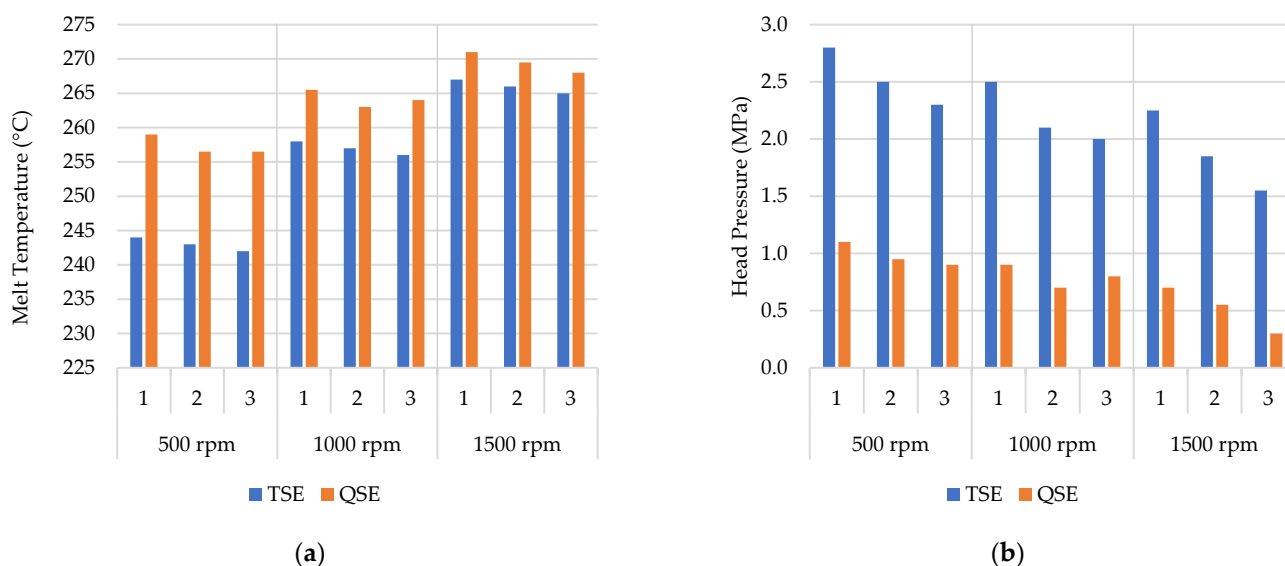 Melt Temperature (°C)
275
270
265
260
255
250
245
240
235
230
225
1 2 3 1 2 3 1 2 3
500 rpm 1000 rpm 1500 rpm
TSE QSE
(a)
Head Pressure (MPa)
3.0
2.5
2.0
1.5
1.0
0.5
0.0
1 2 3 1 2 3 1 2 3
500 rpm 1000 rpm 1500 rpm
TSE QSE
(b)